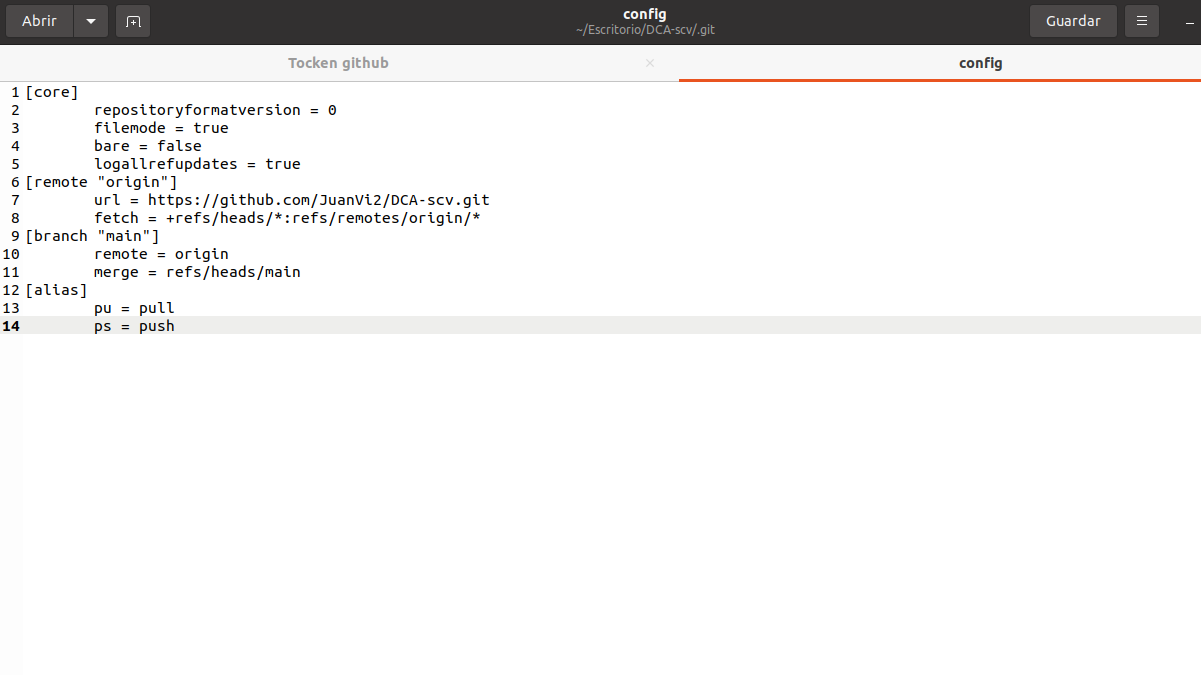 Abrir
config
~/Escritorio/DCA-scv/.git
Guardar
Tocken github
config
1 [core]
2 repositoryformatversion = 0
3 filemode = true
4 bare = false
5 logallrefupdates = true
6 [remote "origin"]
7 url = https://github.com/JuanVi2/DCA-scv.git
8 fetch = +refs/heads/*:refs/remotes/origin/*
9 [branch "main"]
10 remote = origin
11 merge = refs/heads/main
12 [alias]
13 pu = pull
14 ps = push